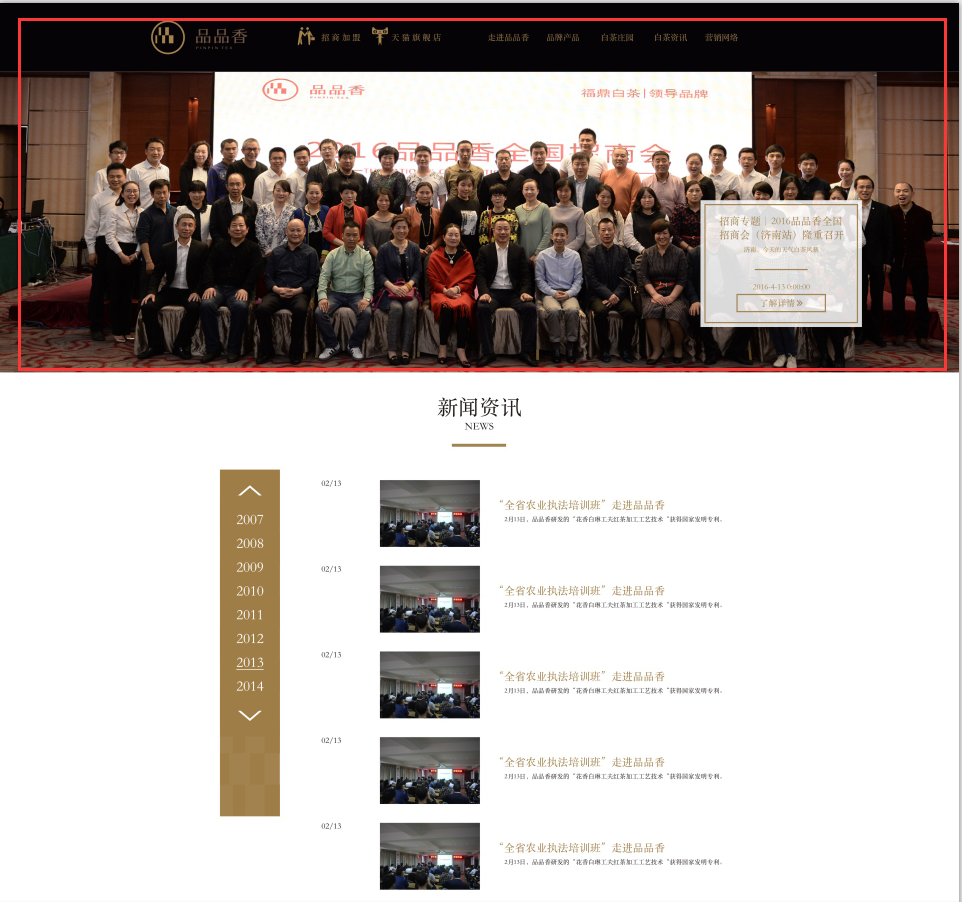 品品香
PINPIN TEA
招商加盟
天猫旗舰店
走进品品香
品牌产品
白茶庄园
白茶资讯
营销网络
品品香
PINPIN TEA
福鼎白茶|领导品牌
2016品品香全国招商会
招商专题｜2016品品香全国
招商会（济南站）隆重召开
2016-4-13 0:00:00
了解详情»
新闻资讯
NEWS
2007
2008
2009
2010
2011
2012
2013
2014
02/13
“全省农业执法培训班”走进品品香
2月13日，品品香研发的“花香白琳工夫红茶加工工艺技术“获得国家发明专利。
02/13
“全省农业执法培训班”走进品品香
2月13日，品品香研发的“花香白琳工夫红茶加工工艺技术“获得国家发明专利。
02/13
“全省农业执法培训班”走进品品香
2月13日，品品香研发的“花香白琳工夫红茶加工工艺技术“获得国家发明专利。
02/13
“全省农业执法培训班”走进品品香
2月13日，品品香研发的“花香白琳工夫红茶加工工艺技术“获得国家发明专利。
02/13
“全省农业执法培训班”走进品品香
2月13日，品品香研发的“花香白琳工夫红茶加工工艺技术“获得国家发明专利。